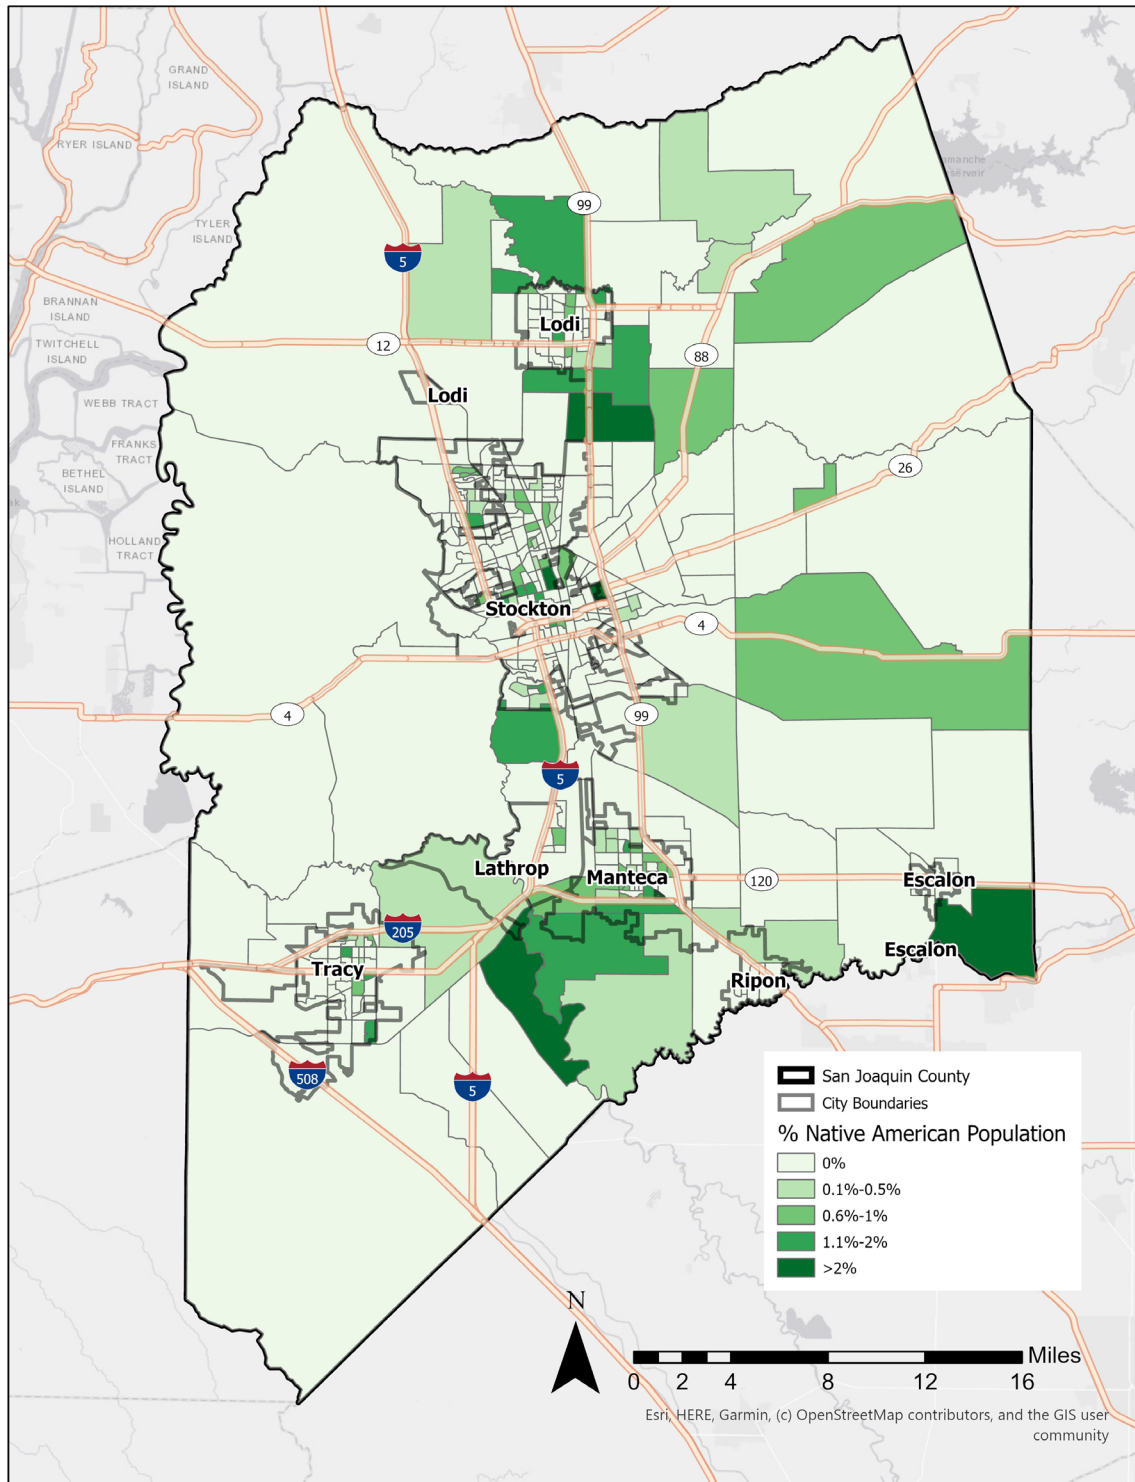 GRAND
ISLAND
RYER ISLAND
TYLER
ISLAND
BRANNAN
ISLAND
TWITCHELL
ISLAND
WEBB TRACT
FRANKS
TRACT
BETHEL
ISLAND
HOLLAND
TRACT
99
5
12
Lodi
88
Lodi
26
Stockton
4
4
99
5
Lathrop
Manteca
120
Escalon
205
Escalon
Tracy
Ripon
508
5
San Joaquin County
City Boundaries
% Native American Population
0%
0.1%-0.5%
0.6%-1%
1.1%-2%
>2%
N
Miles
0 2 4 8 12 16
Esri, HERE, Garmin, (c) OpenStreetMap contributors, and the GIS user
community